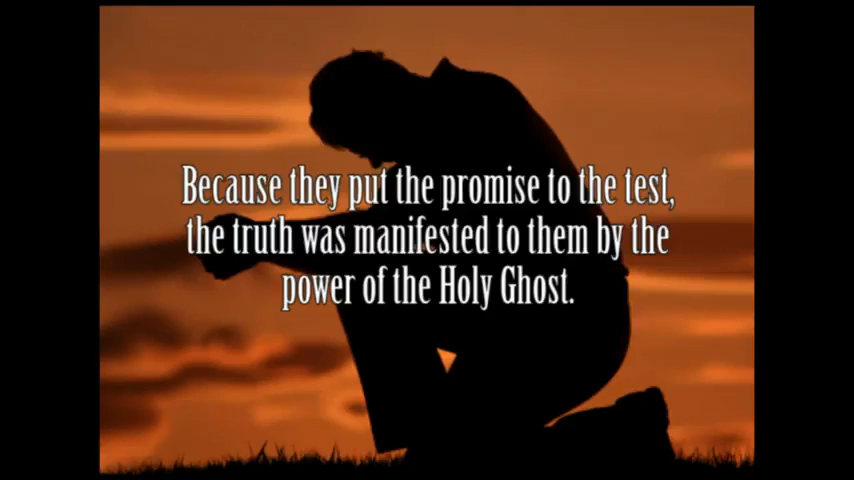 Because they put the promise to the test,
the truth was manifested to them by the
power of the Holy Ghost.